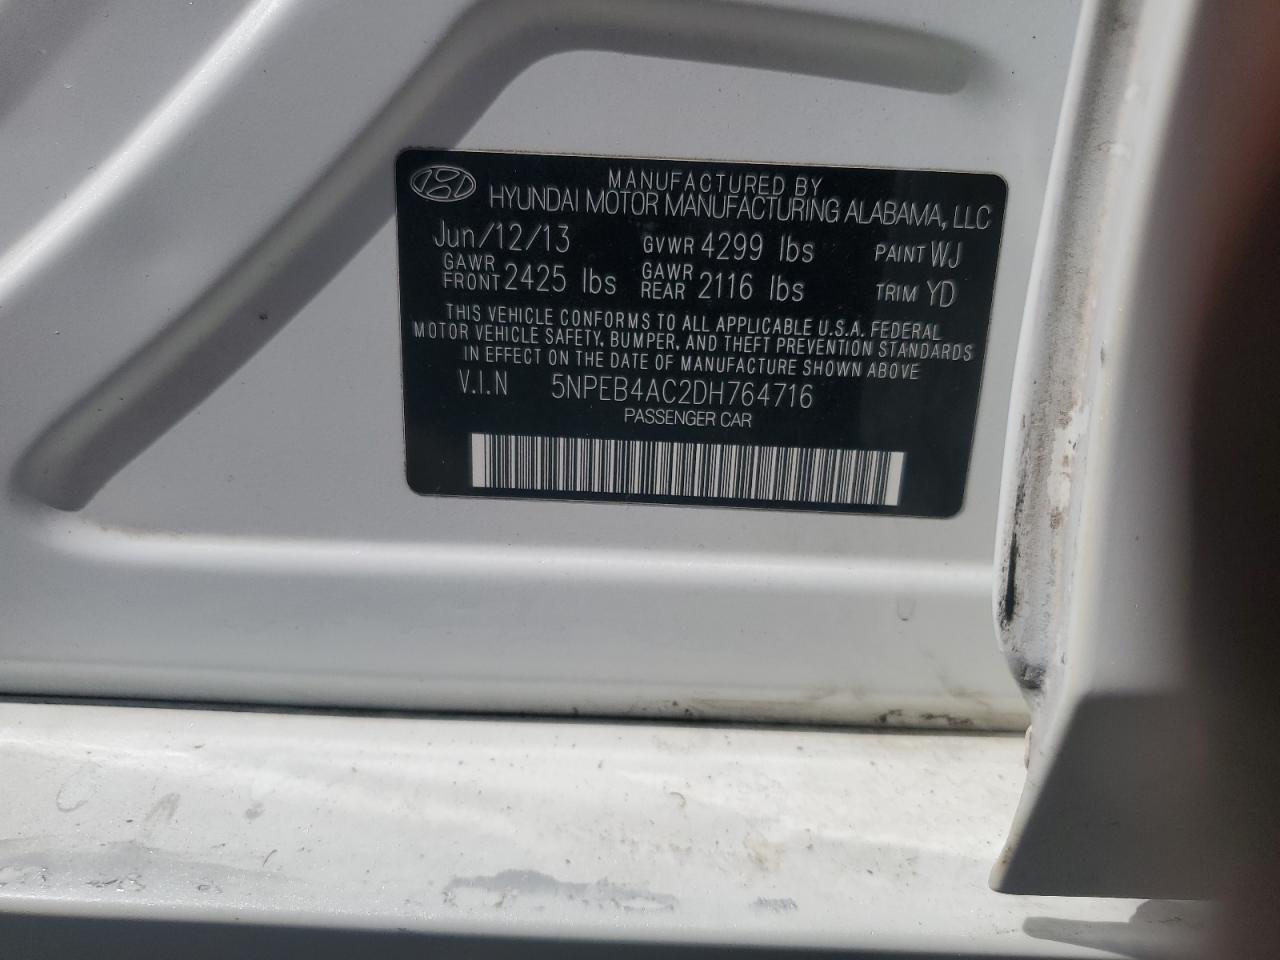 MANUFACTURED BY
HYUNDAI MOTOR MANUFACTURING ALABAMA, LLC
Jun/12/13 GVWR 4299 lbs PAINT WJ
GAWR FRONT 2425 lbs GAWR REAR 2116 lbs TRIM YD
THIS VEHICLE CONFORMS TO ALL APPLICABLE U.S.A. FEDERAL
MOTOR VEHICLE SAFETY, BUMPER, AND THEFT PREVENTION STANDARDS
IN EFFECT ON THE DATE OF MANUFACTURE SHOWN ABOVE
V.I.N 5NPEB4AC2DH764716
PASSENGER CAR